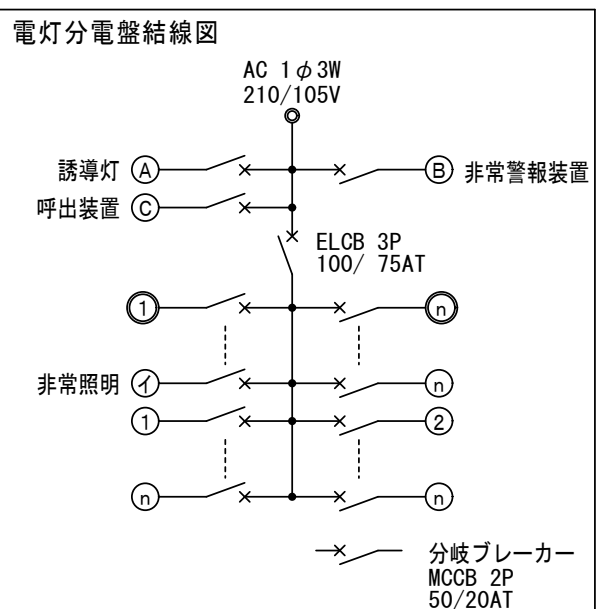 電灯分電盤結線図
AC 1φ3W
210/105V
誘導灯 A
B 非常警報装置
呼出装置 C
ELCB 3P
100/ 75AT
1
n
非常照明 イ
n
1
2
n
n
分岐ブレーカー
MCCB 2P
50/20AT